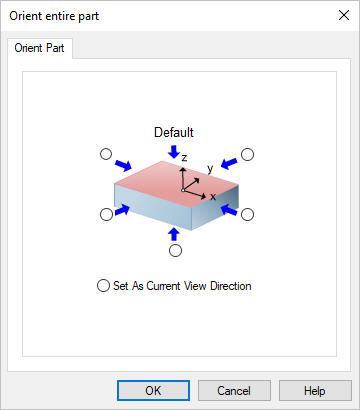 Orient entire part
Orient Part
Default
z
y
x
Set As Current View Direction
OK
Cancel
Help